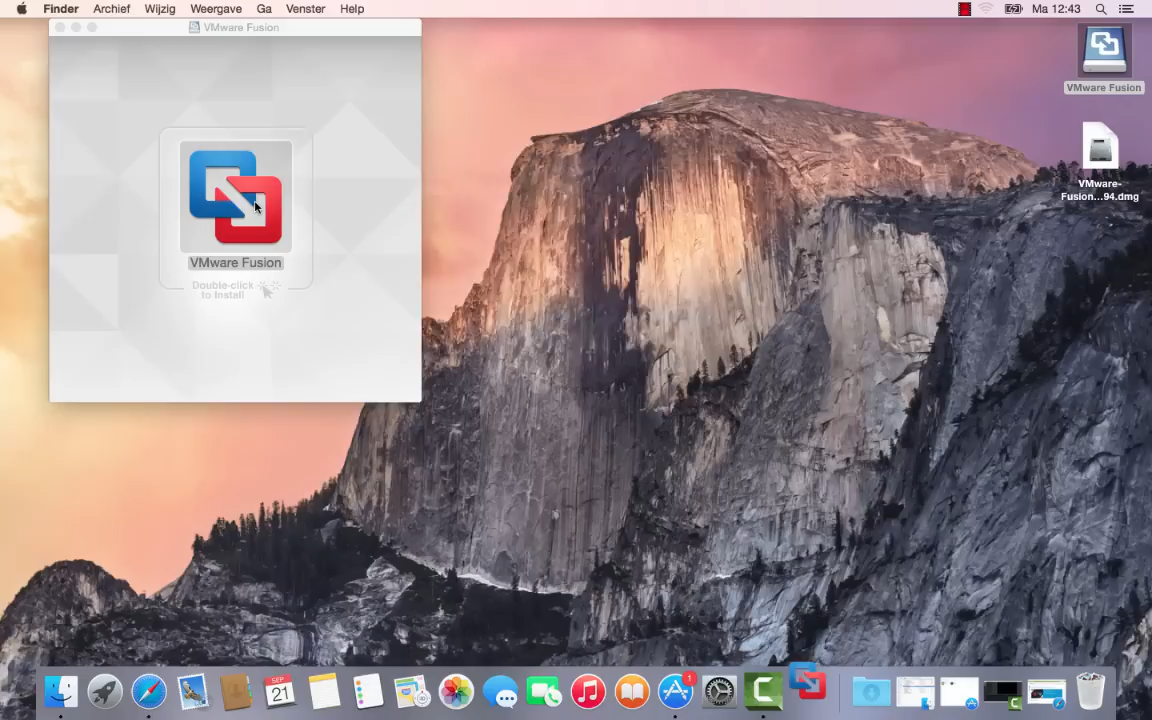 Finder Archief Wijzig Weergave Ga Venster Help Ma 12:43
VMware Fusion
VMware Fusion
Double-click
to Install
VMware Fusion
VMware-
Fusion...94.dmg
SEP
21
1